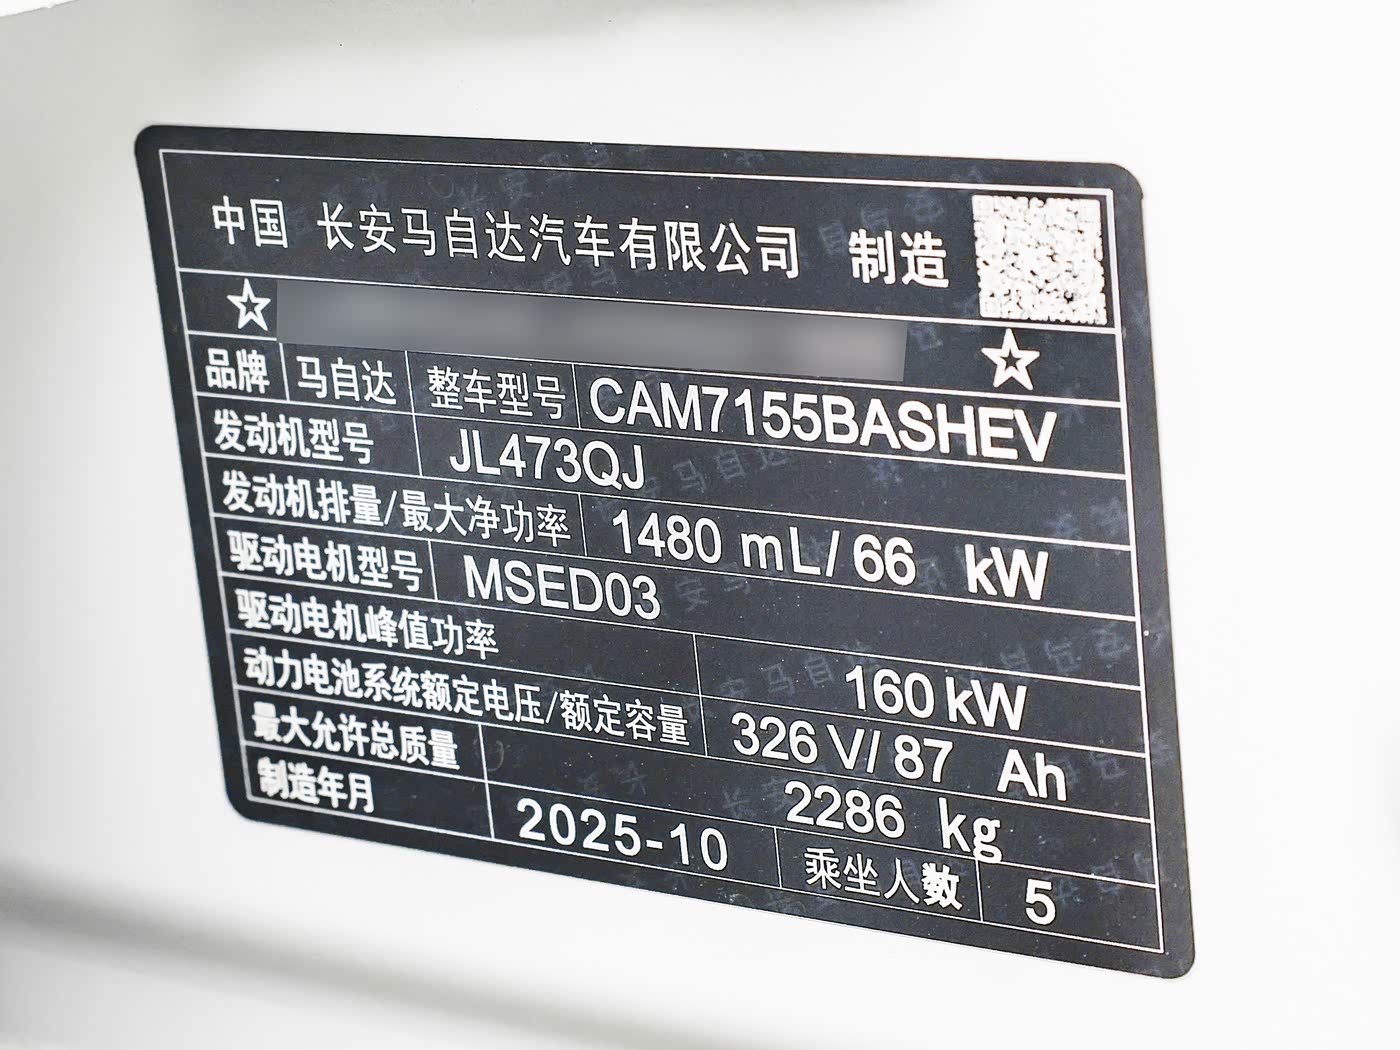 中国 长安马自达汽车有限公司 制造
☆ ☆
品牌 马自达 整车型号 CAM7155BASHEV
发动机型号 JL473QJ
发动机排量/最大净功率 1480 mL/66 kW
驱动电机型号 MSED03
驱动电机峰值功率 160 kW
动力电池系统额定电压/额定容量 326 V/87 Ah
最大允许总质量 2286 kg
制造年月 2025-10 乘坐人数 5